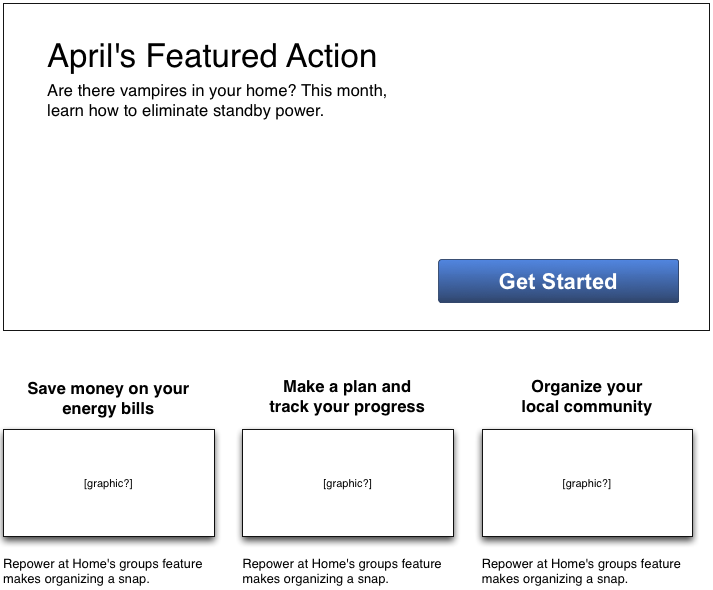 April's Featured Action
Are there vampires in your home? This month,
learn how to eliminate standby power.
Get Started
Save money on your
energy bills
[graphic?]
Repower at Home's groups feature
makes organizing a snap.
Make a plan and
track your progress
[graphic?]
Repower at Home's groups feature
makes organizing a snap.
Organize your
local community
[graphic?]
Repower at Home's groups feature
makes organizing a snap.